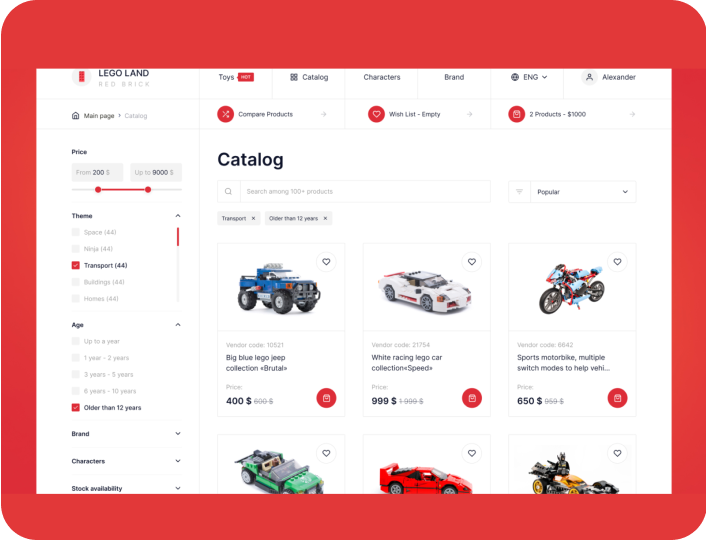 LEGO LAND
RED BRICK
Toys HOT
Catalog
Characters
Brand
ENG
Alexander
Main page > Catalog
Compare Products
Wish List - Empty
2 Products - $1000
Price
From 200 $
Up to 9000 $
Theme
Space (44)
Ninja (44)
Transport (44)
Buildings (44)
Homes (44)
Age
Up to a year
1 year - 2 years
3 years - 5 years
6 years - 10 years
Older than 12 years
Brand
Characters
Stock availability
Catalog
Search among 100+ products
Popular
Transport ×
Older than 12 years ×
Vendor code: 10521
Big blue lego jeep
collection «Brutal»
Price:
400 $ 600 $
Vendor code: 21754
White racing lego car
collection«Speed»
Price:
999 $ 1 999 $
Vendor code: 6642
Sports motorbike, multiple
switch modes to help vehi...
Price:
650 $ 959 $